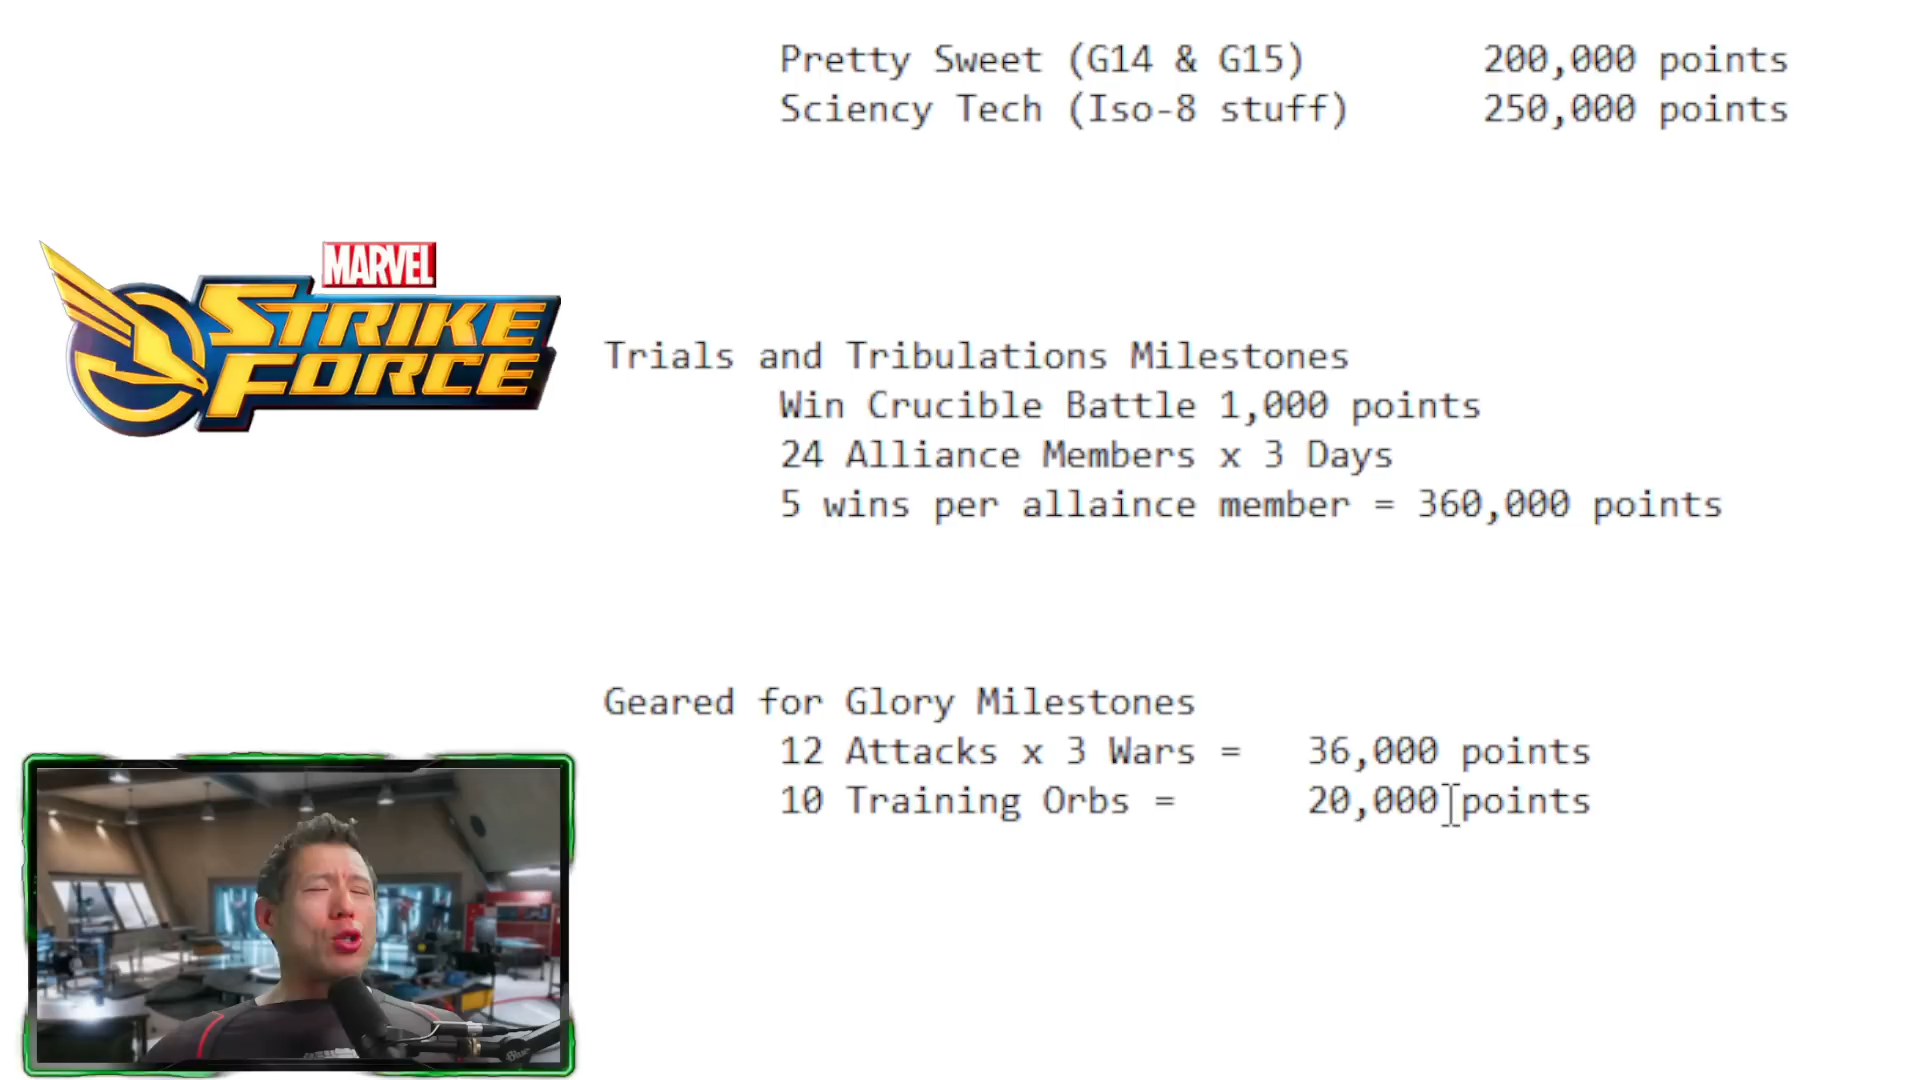 Pretty Sweet (G14 & G15) 200,000 points
Sciency Tech (Iso-8 stuff) 250,000 points
MARVEL
STRIKE
FORCE
Trials and Tribulations Milestones
Win Crucible Battle 1,000 points
24 Alliance Members x 3 Days
5 wins per allaince member = 360,000 points
Geared for Glory Milestones
12 Attacks x 3 Wars = 36,000 points
10 Training Orbs = 20,000 points
Blue